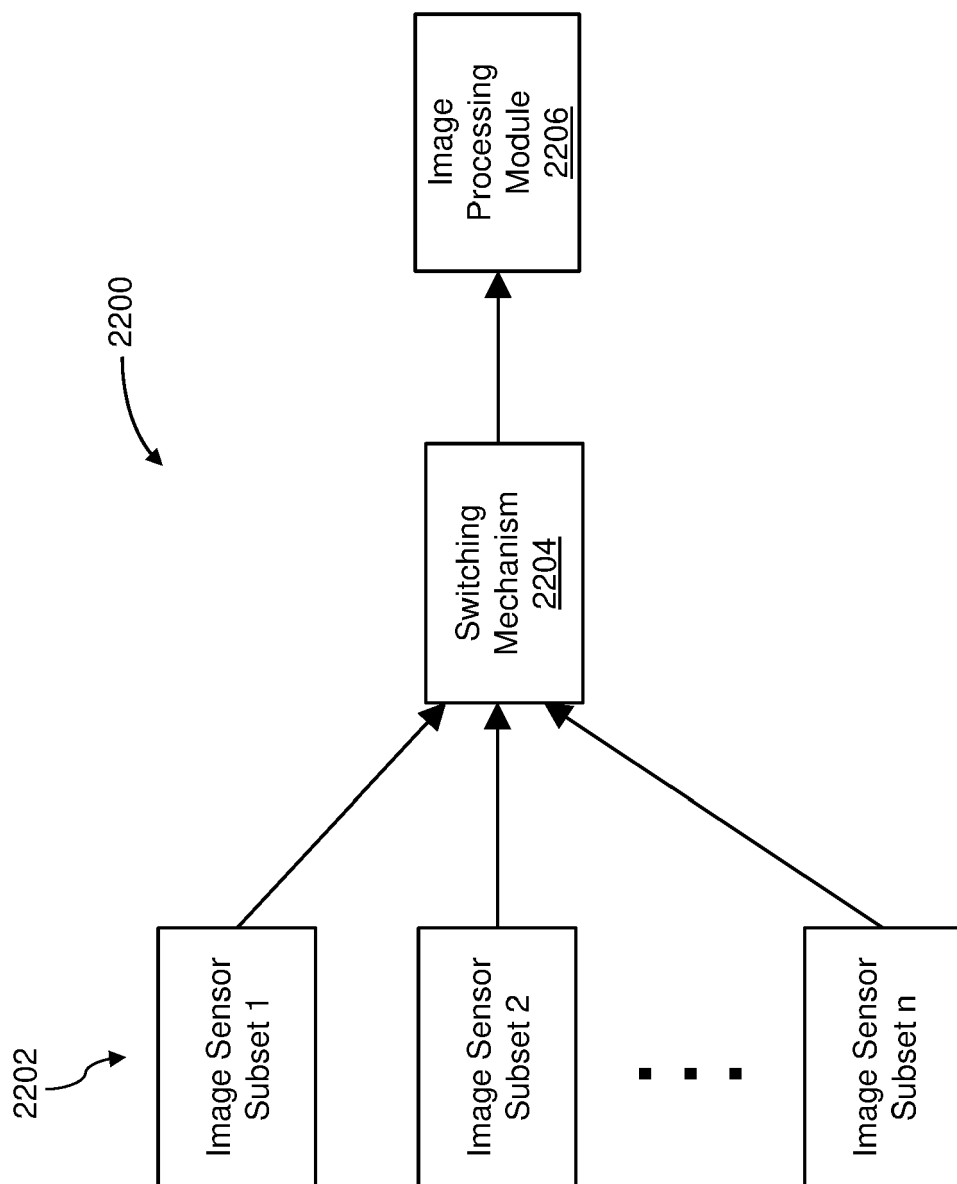 2200
2202
Image Sensor
Subset 1
Image Sensor
Subset 2
Image Sensor
Subset n
Switching
Mechanism
2204
Image
Processing
Module
2206